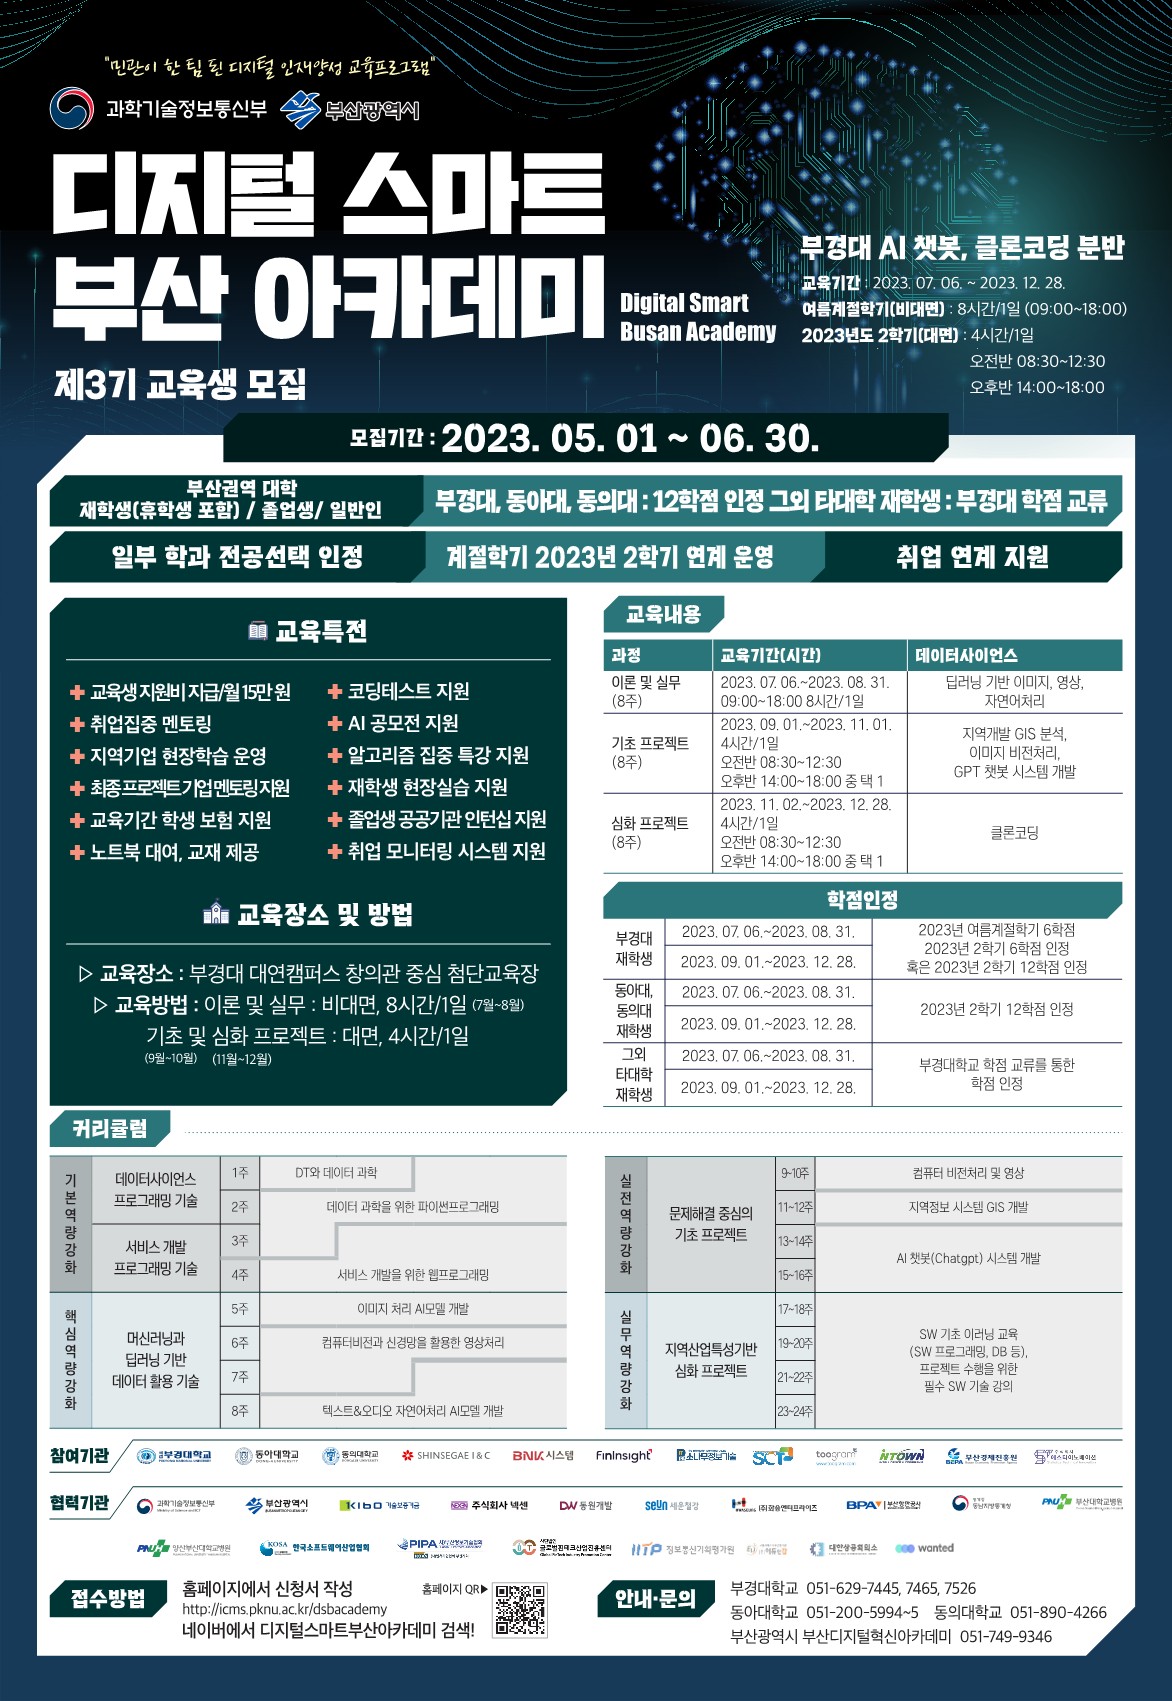 "민관이 한 팀 된 디지털 인재양성 교육프로그램"
과학기술정보통신부 부산광역시
디지털 스마트
부산 아카데미
Digital Smart
Busan Academy
제3기 교육생 모집
부경대 AI 챗봇, 클론코딩 분반
교육기간 : 2023. 07. 06. ~ 2023. 12. 28.
여름계절학기(비대면) : 8시간/1일 (09:00~18:00)
2023년도 2학기(대면) : 4시간/1일
오전반 08:30~12:30
오후반 14:00~18:00
모집기간 : 2023. 05. 01 ~ 06. 30.
부산권역 대학
재학생(휴학생 포함) / 졸업생/ 일반인
부경대, 동아대, 동의대 : 12학점 인정 그외 타대학 재학생 : 부경대 학점 교류
일부 학과 전공선택 인정
계절학기 2023년 2학기 연계 운영
취업 연계 지원
교육특전
교육생 지원비 지급/월 15만 원
취업집중 멘토링
지역기업 현장학습 운영
최종프로젝트 기업 멘토링 지원
교육기간 학생 보험 지원
노트북 대여, 교재 제공
코딩테스트 지원
AI 공모전 지원
알고리즘 집중 특강 지원
재학생 현장실습 지원
졸업생 공공기관 인턴십 지원
취업 모니터링 시스템 지원
교육장소 및 방법
▷ 교육장소 : 부경대 대연캠퍼스 창의관 중심 첨단교육장
▷ 교육방법 : 이론 및 실무 : 비대면, 8시간/1일 (7월~8월)
기초 및 심화 프로젝트 : 대면, 4시간/1일
(9월~10월) (11월~12월)
교육내용
과정 교육기간(시간) 데이터사이언스
이론 및 실무
(8주)
2023. 07. 06.~2023. 08. 31.
09:00~18:00 8시간/1일
딥러닝 기반 이미지, 영상,
자연어처리
기초 프로젝트
(8주)
2023. 09. 01.~2023. 11. 01.
4시간/1일
오전반 08:30~12:30
오후반 14:00~18:00 중 택 1
지역개발 GIS 분석,
이미지 비전처리,
GPT 챗봇 시스템 개발
심화 프로젝트
(8주)
2023. 11. 02.~2023. 12. 28.
4시간/1일
오전반 08:30~12:30
오후반 14:00~18:00 중 택 1
클론코딩
학점인정
부경대
재학생
2023. 07. 06.~2023. 08. 31.
2023. 09. 01.~2023. 12. 28.
2023년 여름계절학기 6학점
2023년 2학기 6학점 인정
혹은 2023년 2학기 12학점 인정
동아대,
동의대
재학생
2023. 07. 06.~2023. 08. 31.
2023. 09. 01.~2023. 12. 28.
2023년 2학기 12학점 인정
그외
타대학
재학생
2023. 07. 06.~2023. 08. 31.
2023. 09. 01.~2023. 12. 28.
부경대학교 학점 교류를 통한
학점 인정
커리큘럼
기본역량강화
데이터사이언스
프로그래밍 기술
서비스 개발
프로그래밍 기술
1주 DT와 데이터 과학
2주 데이터 과학을 위한 파이썬프로그래밍
3주
4주 서비스 개발을 위한 웹프로그래밍
핵심역량강화
머신러닝과
딥러닝 기반
데이터 활용 기술
5주 이미지 처리 AI모델 개발
6주 컴퓨터비전과 신경망을 활용한 영상처리
7주
8주 텍스트&오디오 자연어처리 AI모델 개발
실전역량강화
문제해결 중심의
기초 프로젝트
9~10주 컴퓨터 비전처리 및 영상
11~12주 지역정보 시스템 GIS 개발
13~14주
15~16주
AI 챗봇(Chatgpt) 시스템 개발
실무역량강화
지역산업특성기반
심화 프로젝트
17~18주
19~20주
21~22주
23~24주
SW 기초 이러닝 교육
(SW 프로그래밍, DB 등),
프로젝트 수행을 위한
필수 SW 기술 강의
참여기관 부경대학교 동아대학교 동의대학교 SHINSEGAE I & C BNK 시스템 FinInsight 소나무정보기술 SCT toogram NTOWN BEPA 부산경제진흥원 에스티이노베이션
협력기관 과학기술정보통신부 부산광역시 KIBO 기술보증기금 주식회사 넥센 DW 동원개발 세운철강 (주)화승엔터프라이즈 BPA 부산항만공사 동남지방통계청 PNUH 부산대학교병원
PNUH 양산부산대학교병원 KOSA 한국소프트웨어산업협회 PIPA 글로벌핀테크산업진흥센터 IITP 정보통신기획평가원 대한상공회의소 wanted
접수방법
홈페이지에서 신청서 작성
http://icms.pknu.ac.kr/dsbacademy
네이버에서 디지털스마트부산아카데미 검색!
홈페이지 QR▶
안내·문의
부경대학교 051-629-7445, 7465, 7526
동아대학교 051-200-5994~5 동의대학교 051-890-4266
부산광역시 부산디지털혁신아카데미 051-749-9346